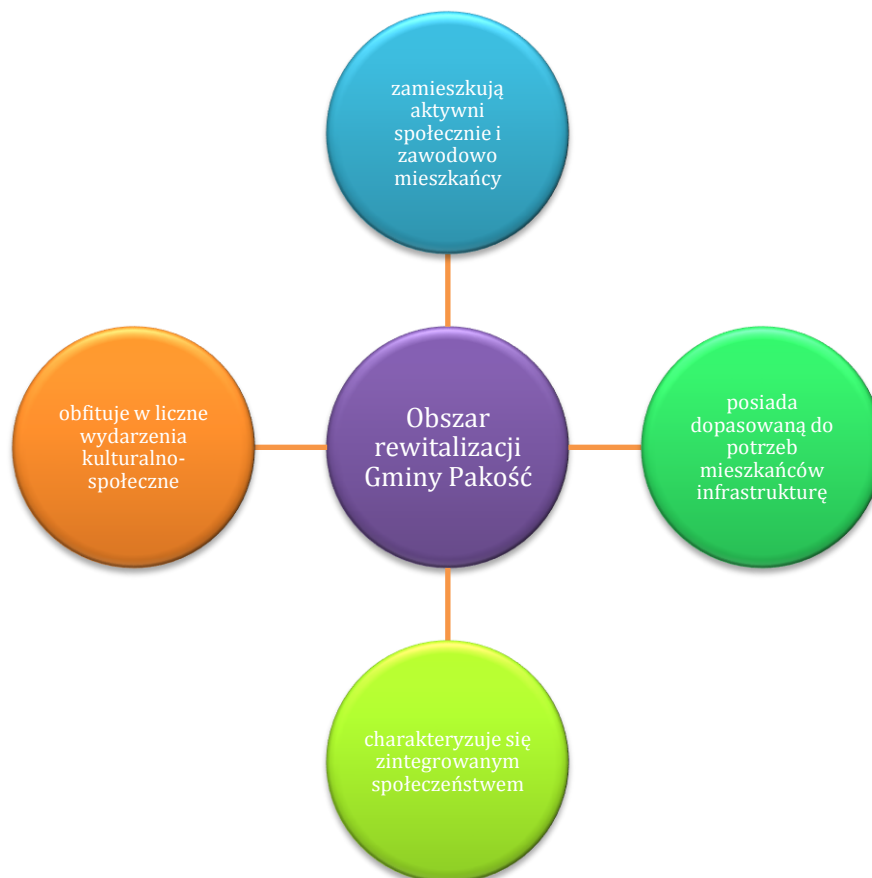 zamieszkują
aktywni
społecznie i
zawodowo
mieszkańcy
obfituje w liczne
wydarzenia
kulturalno-
społeczne
Obszar
rewitalizacji
Gminy Pakość
posiada
dopasowaną do
potrzeb
mieszkańców
infrastrukturę
charakteryzuje się
zintegrowanym
społeczeństwem